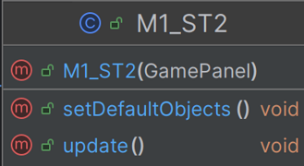 C M1_ST2
m M1_ST2(GamePanel)
m setDefaultObjects () void
m update() void